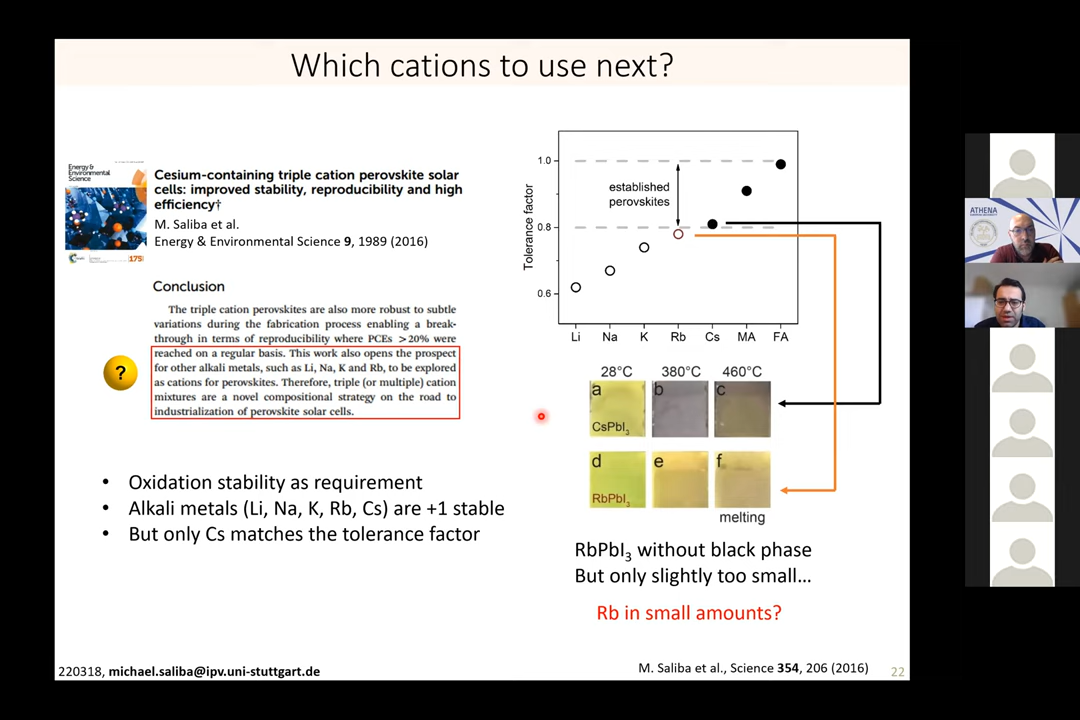 Which cations to use next?
Energy &
Environmental
Science
175
Cesium-containing triple cation perovskite solar
cells: improved stability, reproducibility and high
efficiency†
M. Saliba et al.
Energy & Environmental Science 9, 1989 (2016)
Conclusion
The triple cation perovskites are also more robust to subtle
variations during the fabrication process enabling a break-
through in terms of reproducibility where PCEs >20% were
reached on a regular basis. This work also opens the prospect
for other alkali metals, such as Li, Na, K and Rb, to be explored
as cations for perovskites. Therefore, triple (or multiple) cation
mixtures are a novel compositional strategy on the road to
industrialization of perovskite solar cells.
?
• Oxidation stability as requirement
• Alkali metals (Li, Na, K, Rb, Cs) are +1 stable
• But only Cs matches the tolerance factor
Tolerance factor
1.0
0.8
0.6
established
perovskites
Li Na K Rb Cs MA FA
28°C 380°C 460°C
a b c
CsPbI3
d e f
RbPbI3
melting
RbPbI3 without black phase
But only slightly too small...
Rb in small amounts?
220318, michael.saliba@ipv.uni-stuttgart.de
M. Saliba et al., Science 354, 206 (2016)
22
ATHENA